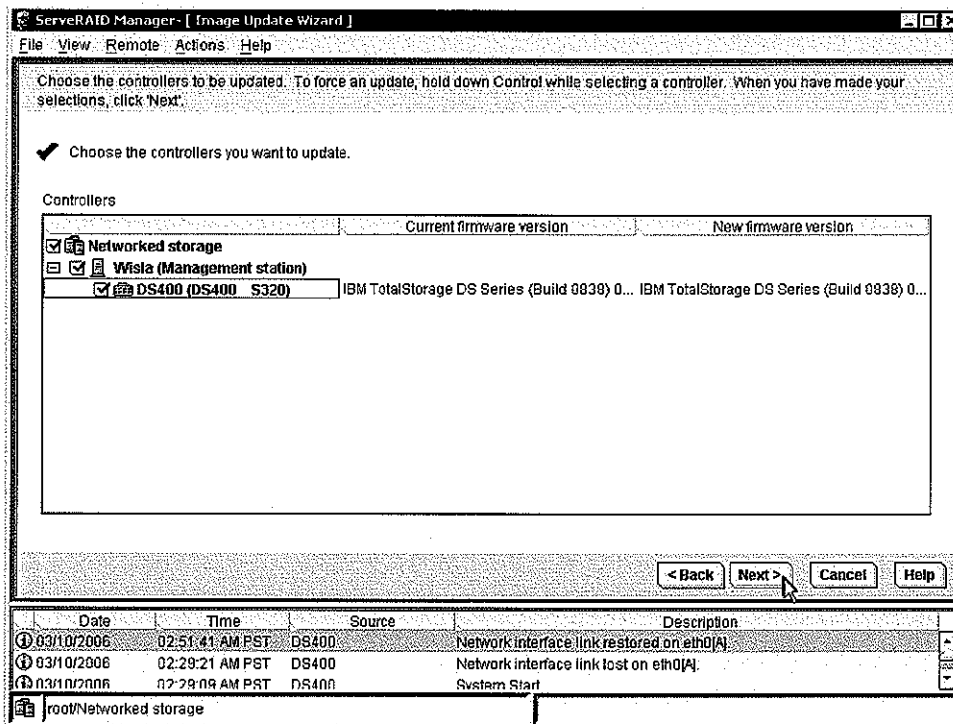 ServeRAID Manager- [ Image Update Wizard ]
File View Remote Actions Help
Choose the controllers to be updated. To force an update, hold down Control while selecting a controller. When you have made your
selections, click 'Next'.
Choose the controllers you want to update.
Controllers
Current firmware version New firmware version
Networked storage
Wisla (Management station)
DS400 (DS400 S320) IBM TotalStorage DS Series (Build 0838) 0... IBM TotalStorage DS Series (Build 0838) 0...
< Back Next > Cancel Help
Date Time Source Description
03/10/2006 02:51:41 AM PST DS400 Network interface link restored on eth0[A].
03/10/2006 02:29:21 AM PST DS400 Network interface link lost on eth0[A].
03/10/2006 02:29:09 AM PST DS400 System Start
root/Networked storage